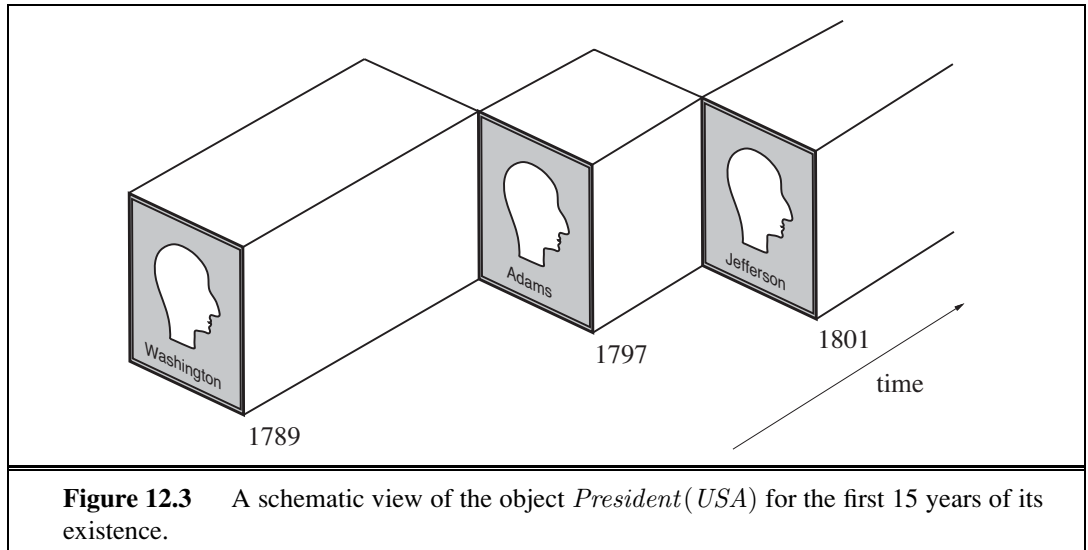 Washington
Adams
Jefferson
1789
1797
1801
time
Figure 12.3 A schematic view of the object President(USA) for the first 15 years of its
existence.